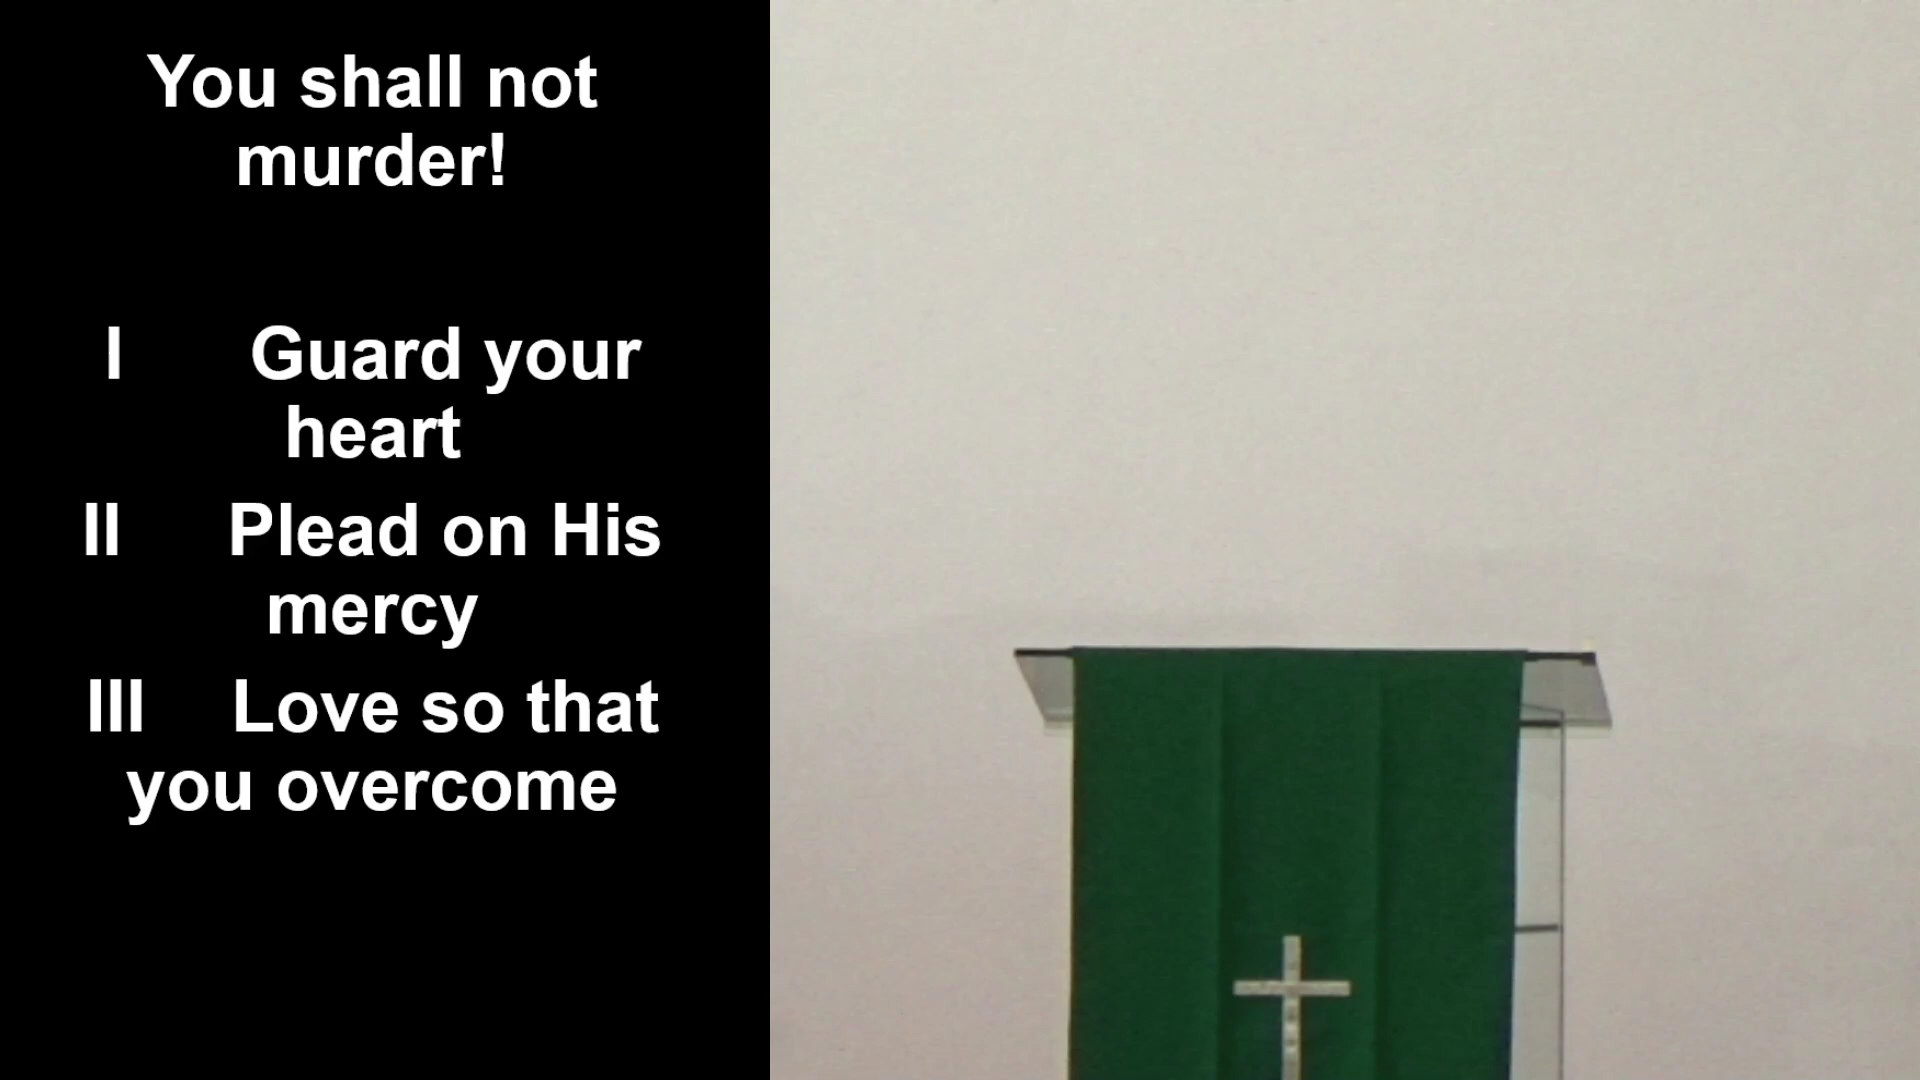 You shall not
murder!
I Guard your
heart
II Plead on His
mercy
III Love so that
you overcome